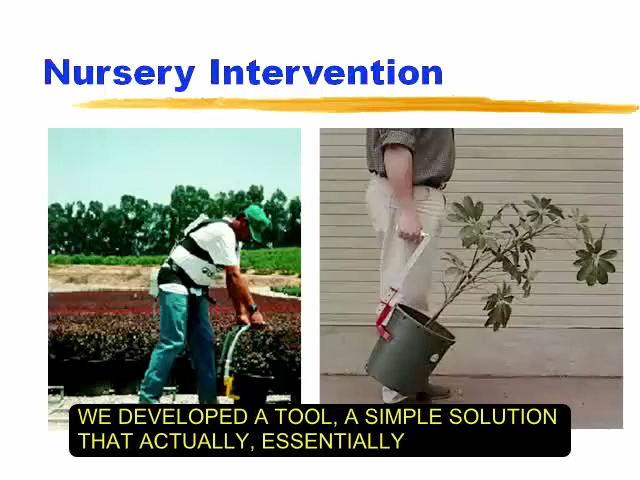 Nursery Intervention
WE DEVELOPED A TOOL, A SIMPLE SOLUTION
THAT ACTUALLY, ESSENTIALLY